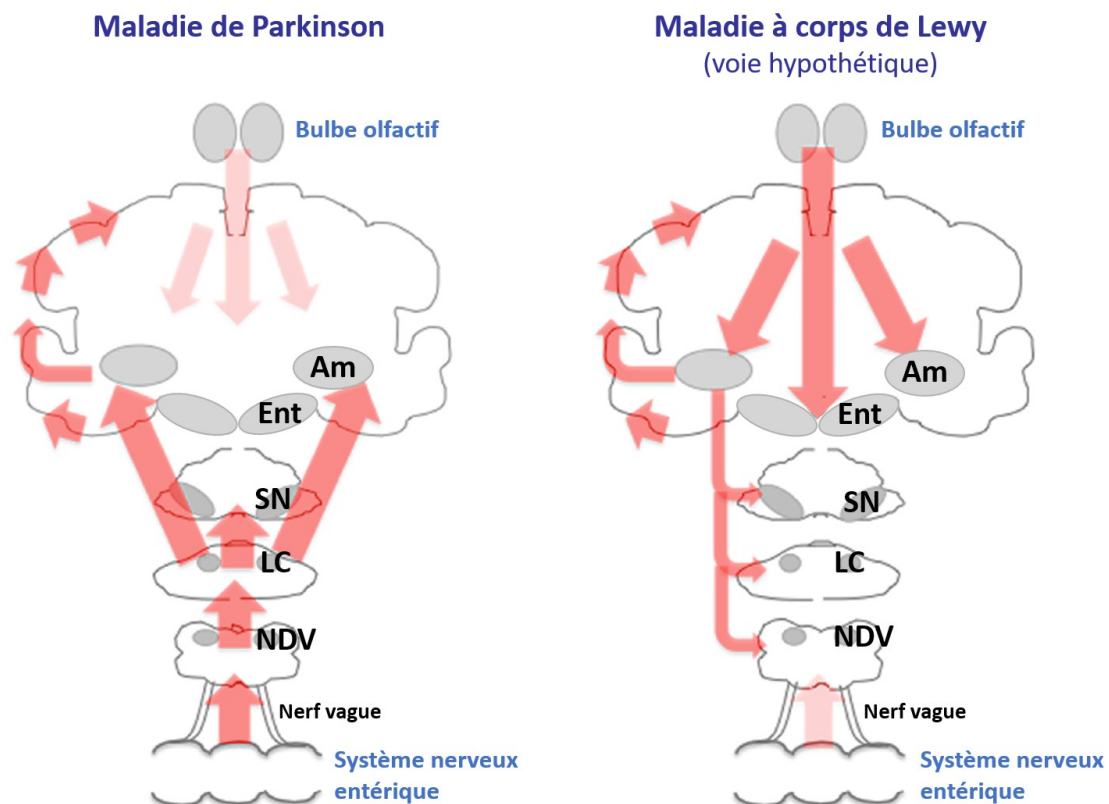 Maladie de Parkinson
Bulbe olfactif
Am
Ent
SN
LC
NDV
Nerf vague
Système nerveux
entérique
Maladie à corps de Lewy
(voie hypothétique)
Bulbe olfactif
Am
Ent
SN
LC
NDV
Nerf vague
Système nerveux
entérique